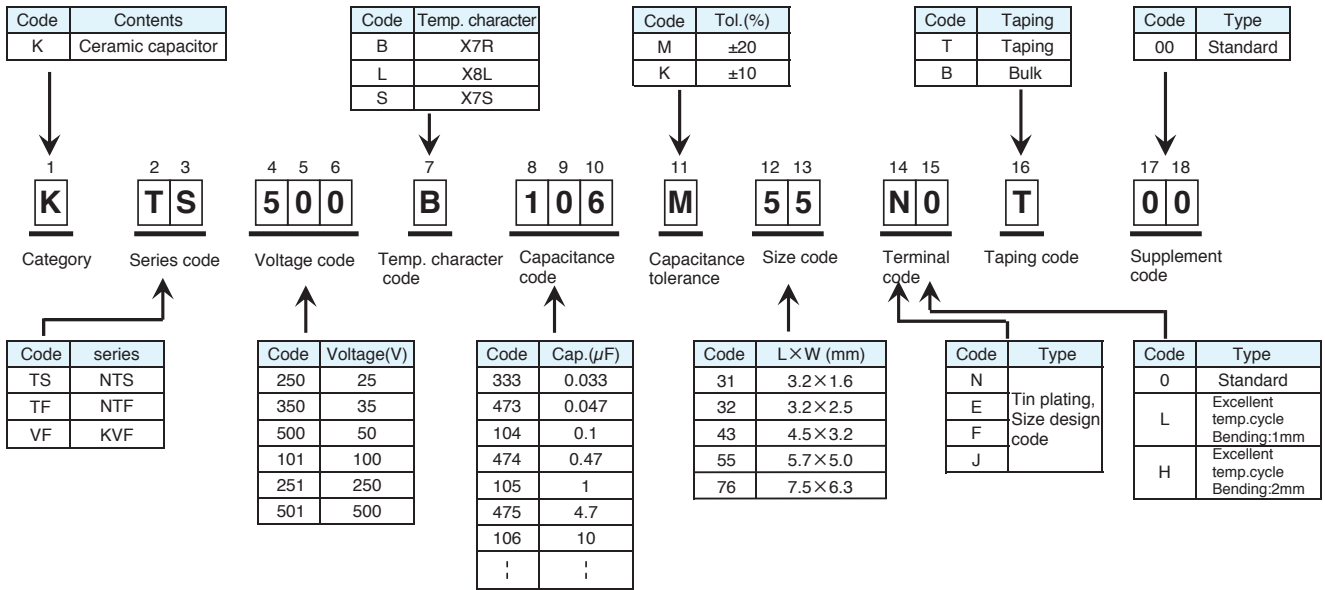 Code Contents
K Ceramic capacitor
Code Temp. character
B X7R
L X8L
S X7S
Code Tol.(%)
M ±20
K ±10
Code Taping
T Taping
B Bulk
Code Type
00 Standard
1 2 3 4 5 6 7 8 9 10 11 12 13 14 15 16 17 18
K T S 5 0 0 B 1 0 6 M 5 5 N 0 T 0 0
Category
Series code
Voltage code
Temp. character
code
Capacitance
code
Capacitance
tolerance
Size code
Terminal
code
Taping code
Supplement
code
Code series
TS NTS
TF NTF
VF KVF
Code Voltage(V)
250 25
350 35
500 50
101 100
251 250
501 500
Code Cap.(μF)
333 0.033
473 0.047
104 0.1
474 0.47
105 1
475 4.7
106 10
Code L×W (mm)
31 3.2×1.6
32 3.2×2.5
43 4.5×3.2
55 5.7×5.0
76 7.5×6.3
Code Type
N
E
F
J
Tin plating,
Size design
code
Code Type
0 Standard
L
Excellent
temp.cycle
Bending:1mm
H
Excellent
temp.cycle
Bending:2mm